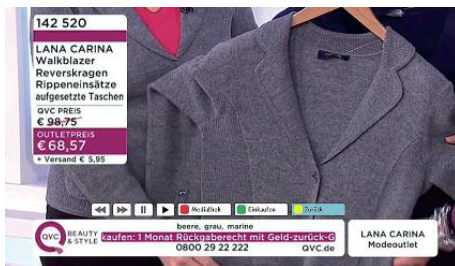 142 520
LANA CARINA
Walkblazer
Reverskragen
Rippeneinsätze
aufgesetzte Taschen
QVC PREIS
€ 98,75
OUTLETPREIS
€68,57
+ Versand € 5,95
Mediathek
Einkaufen
Zurück
beere, grau, marine
QVC
BEAUTY
& STYLE
kaufen: 1 Monat Rückgaberecht mit Geld-zurück-G
0800 29 22 222
QVC.de
LANA CARINA
Modeoutlet